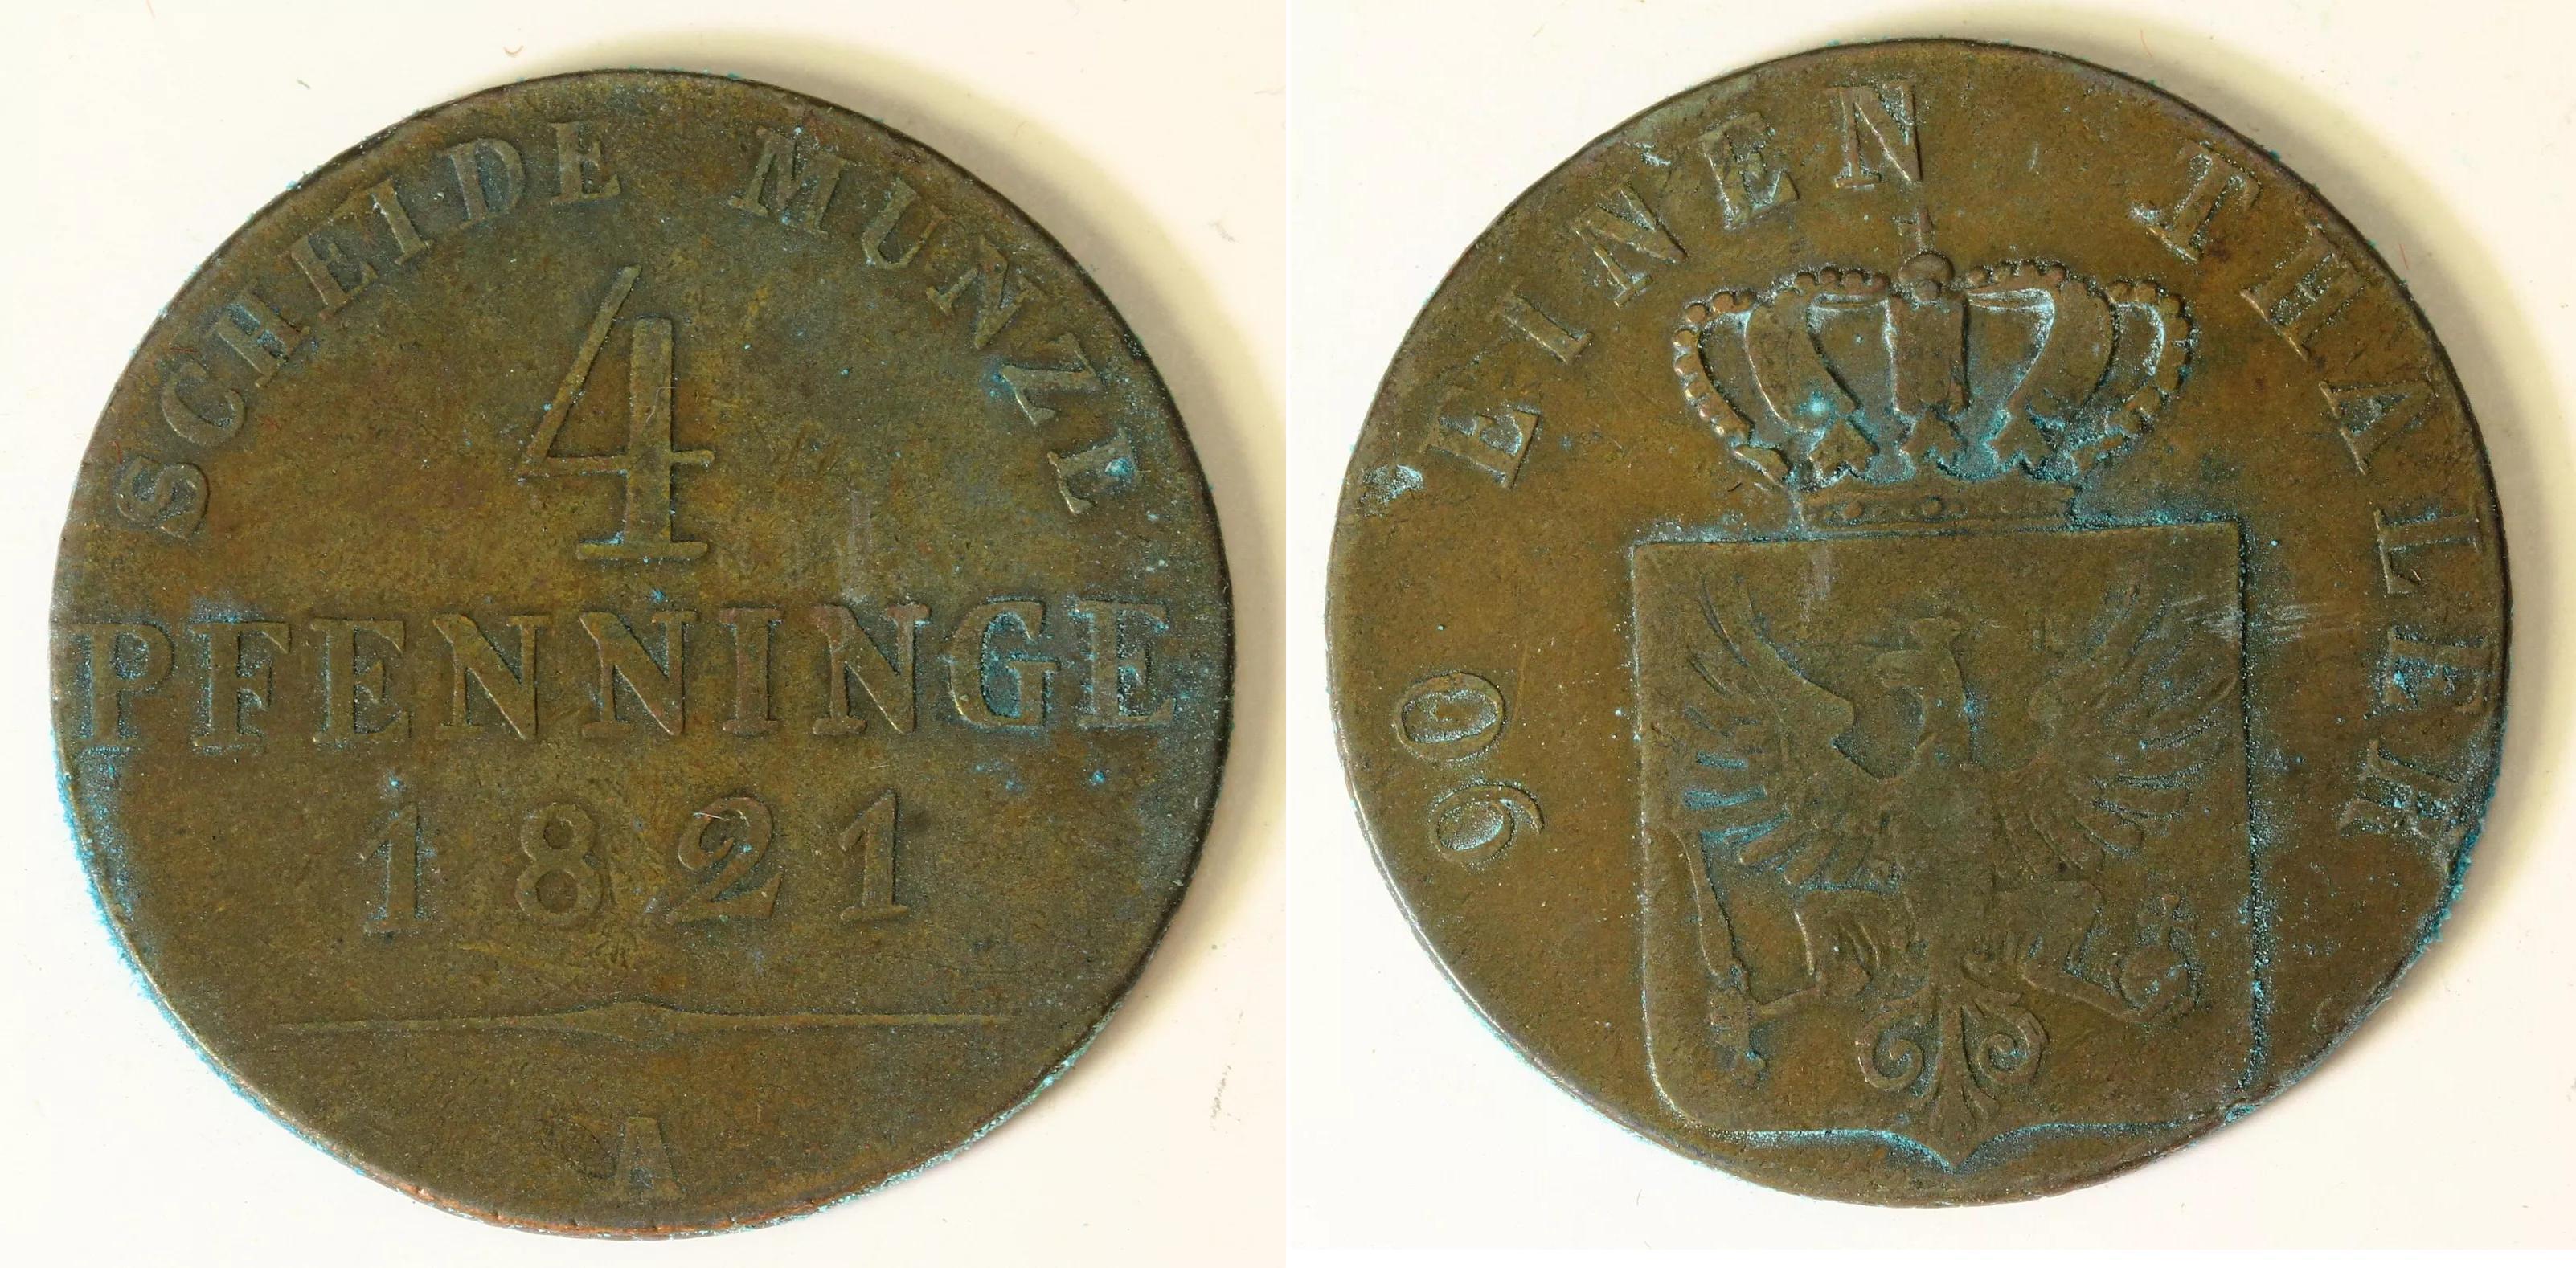 SCHEIDE MUNZE
4
PFENNINGE
1821
A
90 EINEN THALER